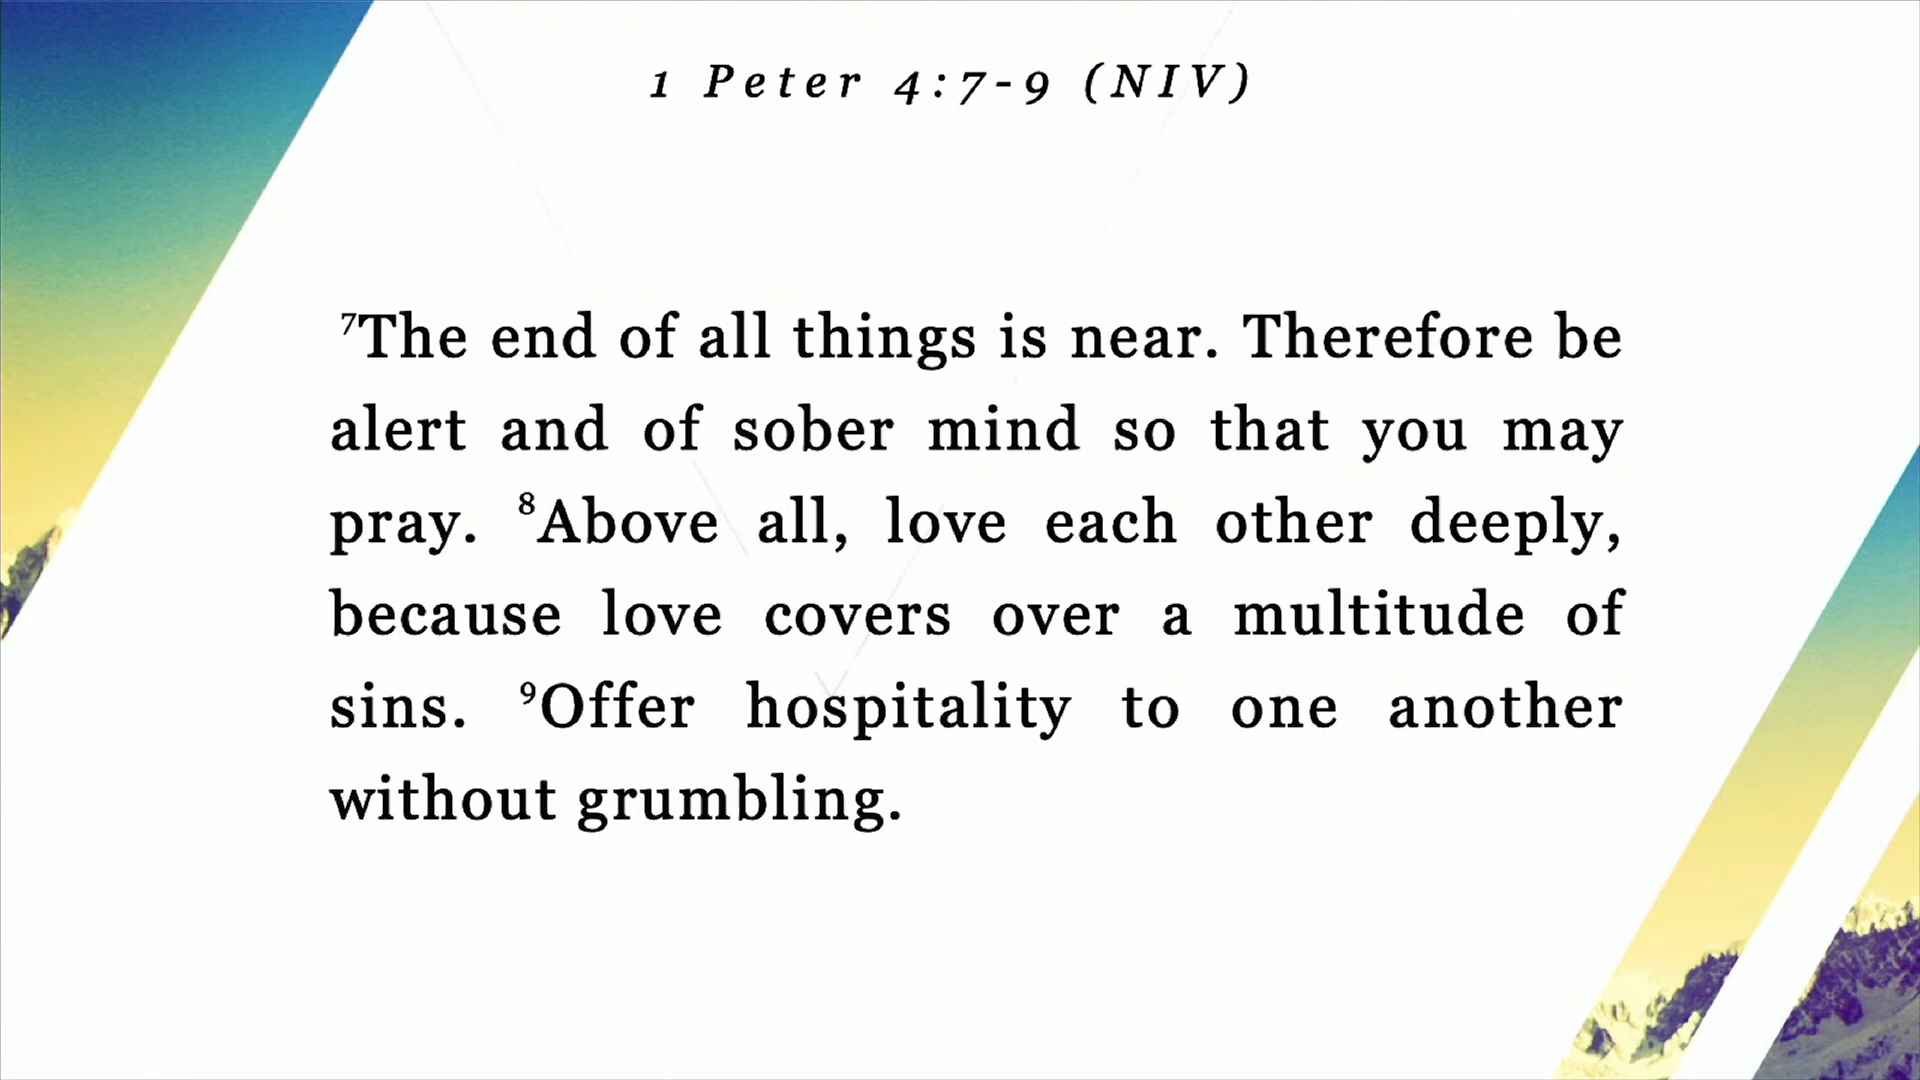 1 Peter 4:7-9 (NIV)
⁷The end of all things is near. Therefore be
alert and of sober mind so that you may
pray. ⁸Above all, love each other deeply,
because love covers over a multitude of
sins. ⁹Offer hospitality to one another
without grumbling.